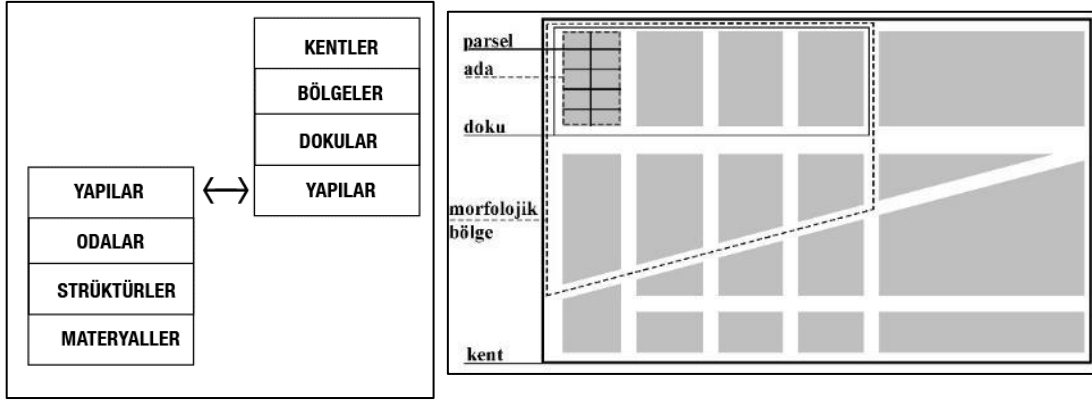 KENTLER
BÖLGELER
DOKULAR
YAPILAR
YAPILAR
ODALAR
STRÜKTÜRLER
MATERYALLER
parsel
ada
doku
morfolojik
bölge
kent